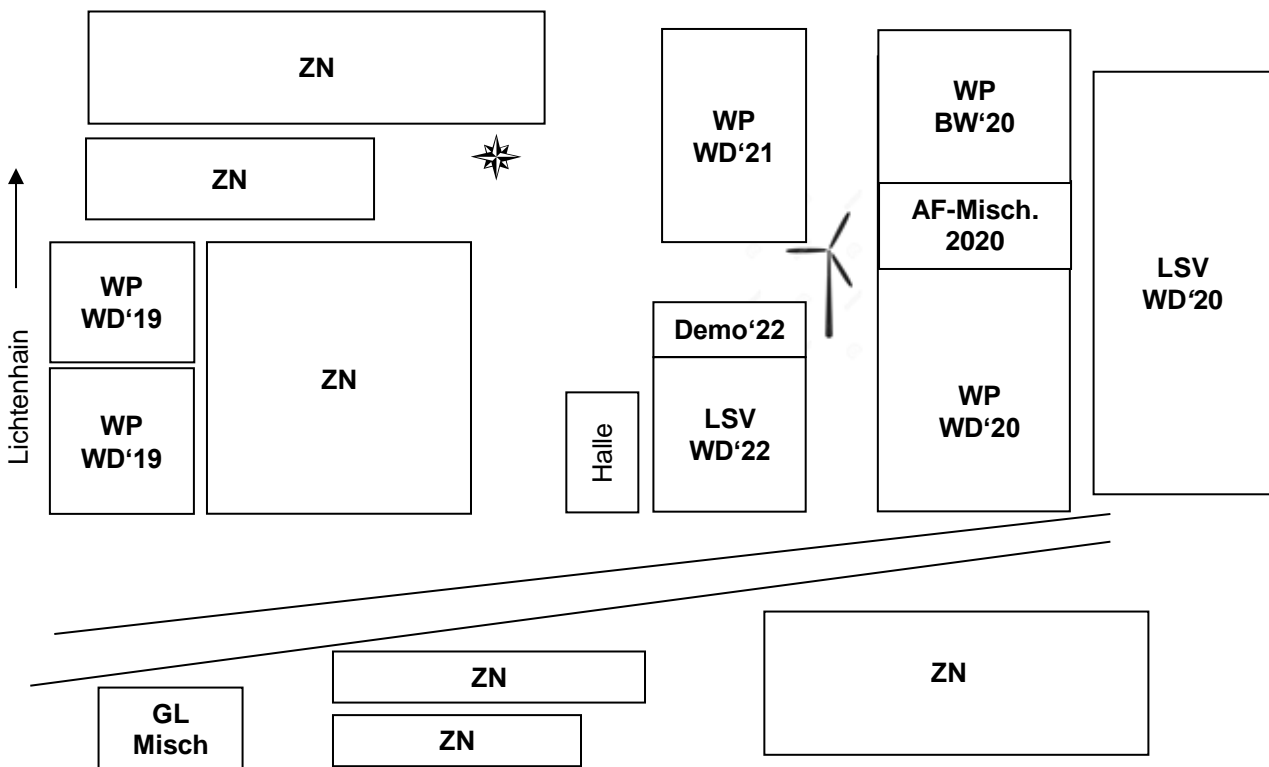 ZN
ZN
Lichtenhain
WP
WD‘19
WP
WD‘19
ZN
WP
WD‘21
WP
BW‘20
AF-Misch.
2020
LSV
WD‘20
Demo‘22
Halle
LSV
WD‘22
WP
WD‘20
GL
Misch
ZN
ZN
ZN